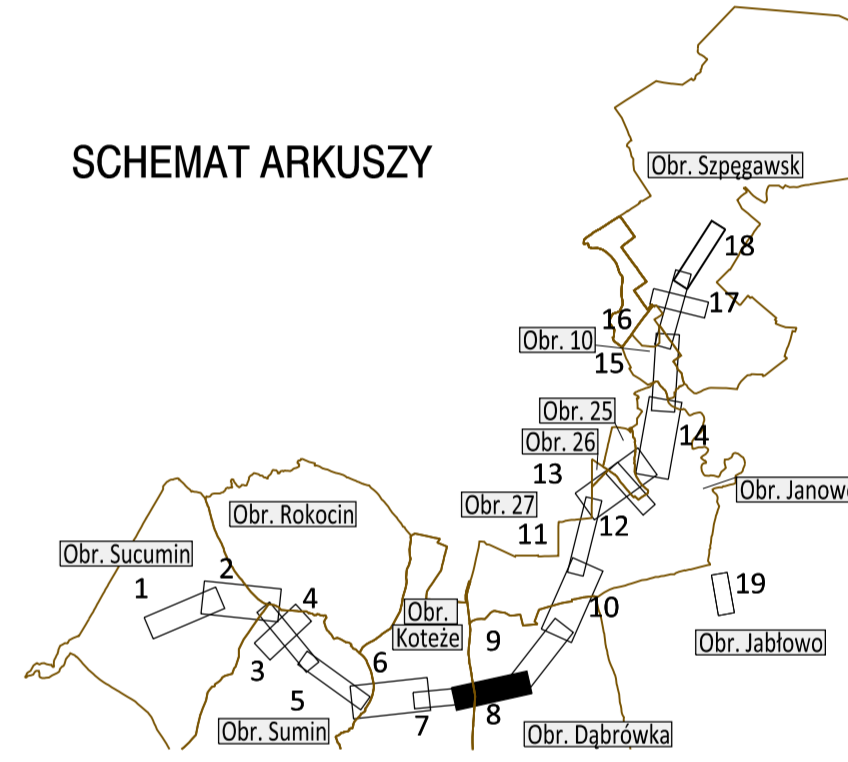 SCHEMAT ARKUSZY
Obr. Szpęgawsk
18
17
16
Obr. 10
15
Obr. 25
14
Obr. 26
13
Obr. Janowo
Obr. 27
Obr. Rokocin
11
12
Obr. Sucumin
1
2
19
4
Obr.
Koteże
10
9
Obr. Jabłowo
3
6
5
8
7
Obr. Sumin
Obr. Dąbrówka